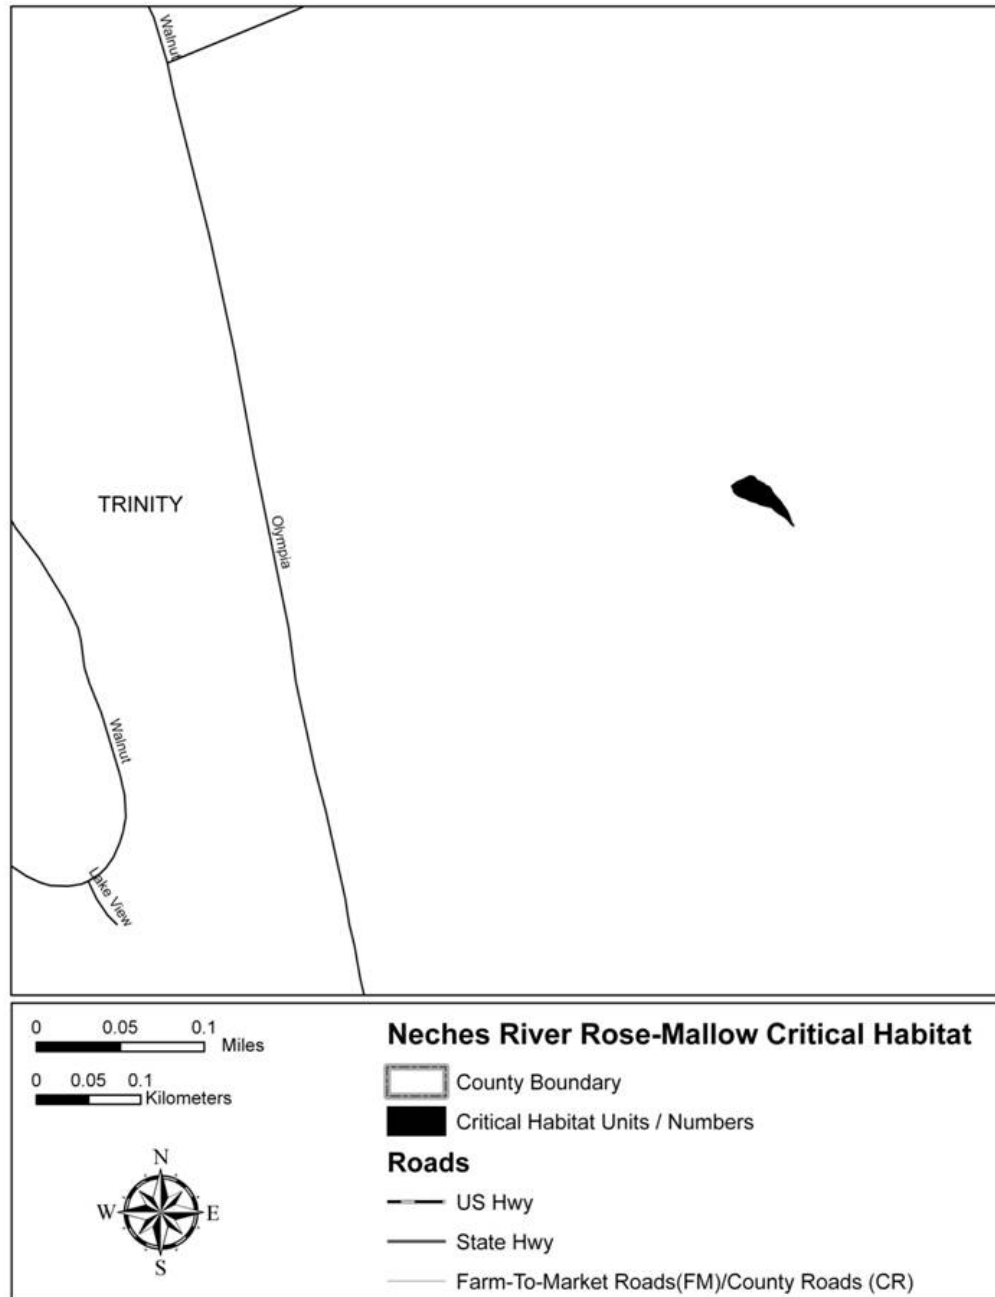 Walnut
TRINITY
Olympia
Walnut
Lake View
0 0.05 0.1
Miles
0 0.05 0.1
Kilometers
N
W E
S
Neches River Rose-Mallow Critical Habitat
County Boundary
Critical Habitat Units / Numbers
Roads
US Hwy
State Hwy
Farm-To-Market Roads(FM)/County Roads (CR)